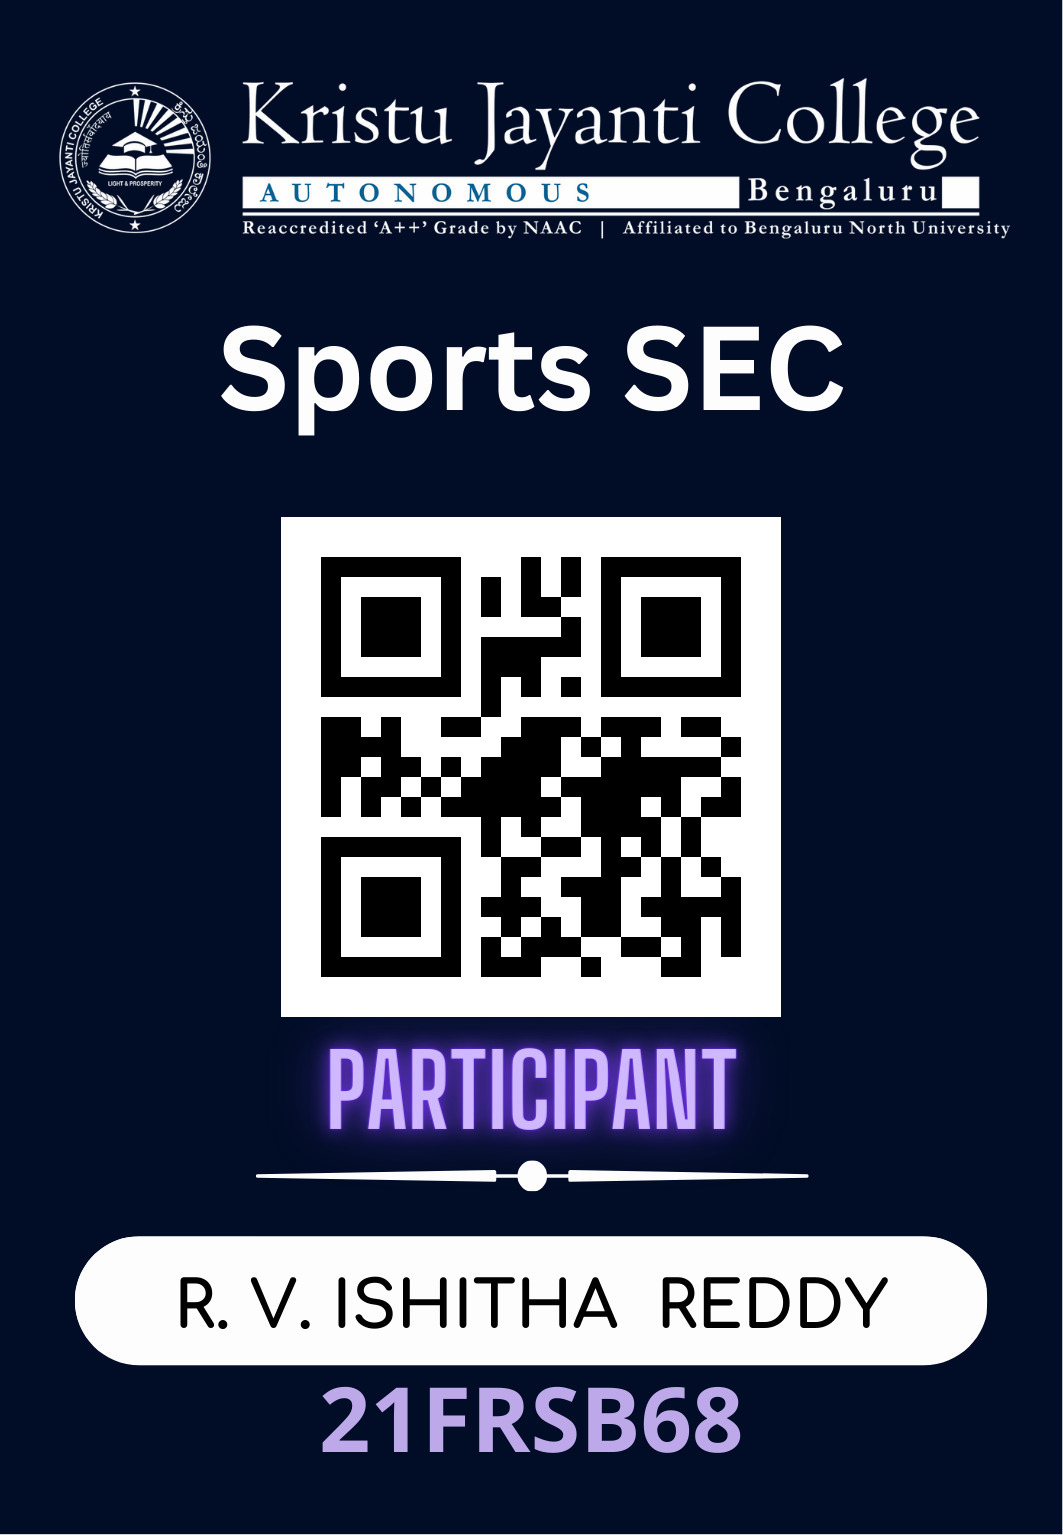 KRISTU JAYANTI COLLEGE
ಕ್ರಿಸ್ತು ಜಯಂತಿ ಕಾಲೇಜು
LIGHT & PROSPERITY
Kristu Jayanti College
AUTONOMOUS Bengaluru
Reaccredited ‘A++’ Grade by NAAC | Affiliated to Bengaluru North University
Sports SEC
PARTICIPANT
R. V. ISHITHA REDDY
21FRSB68